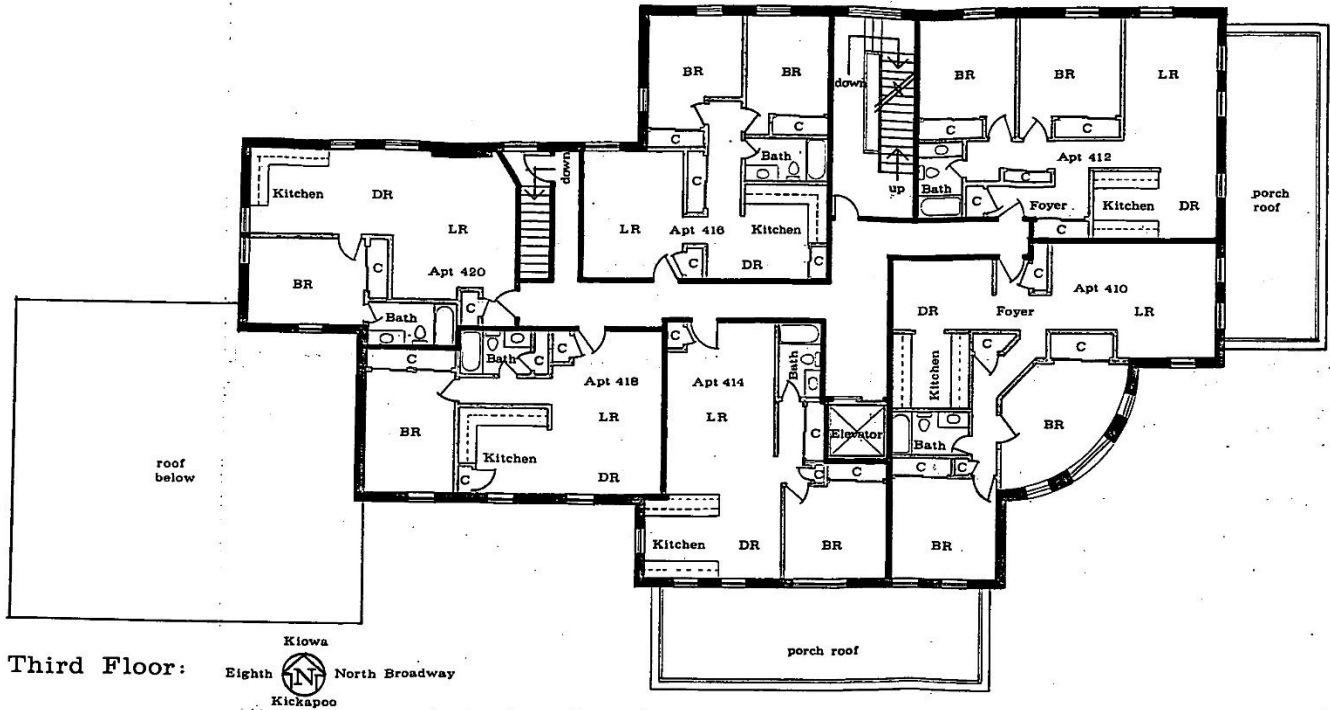 BR
BR
down
BR
BR
LR
C
C
C
C
Bath
Apt 412
Kitchen
DR
down
C
Bath
C
C
Foyer
Kitchen
DR
porch
roof
up
LR
Apt 416
Kitchen
C
LR
Apt 420
C
DR
C
BR
C
C
Apt 410
DR
Foyer
LR
Bath
C
C
Bath
C
C
C
C
C
Kitchen
Apt 418
Apt 414
Bath
LR
LR
BR
C
Elevator
Bath
BR
roof
below
Kitchen
C
DR
C
C
C
C
Kitchen
DR
BR
BR
porch roof
Kiowa
Third Floor:
Eighth
N
North Broadway
Kickapoo